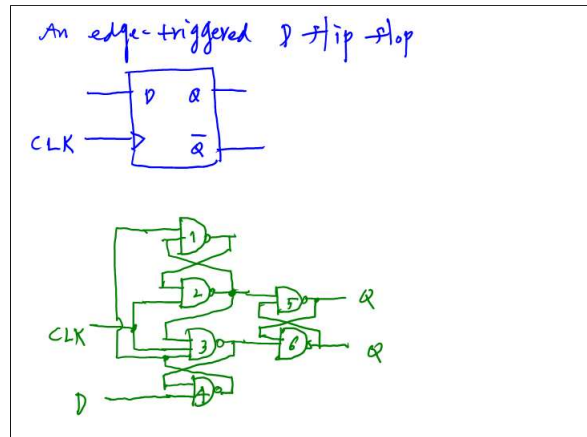 An edge-triggered D flip flop
D Q
CLK Q̅
1
2 5 Q
CLK 3 6 Q
D 4